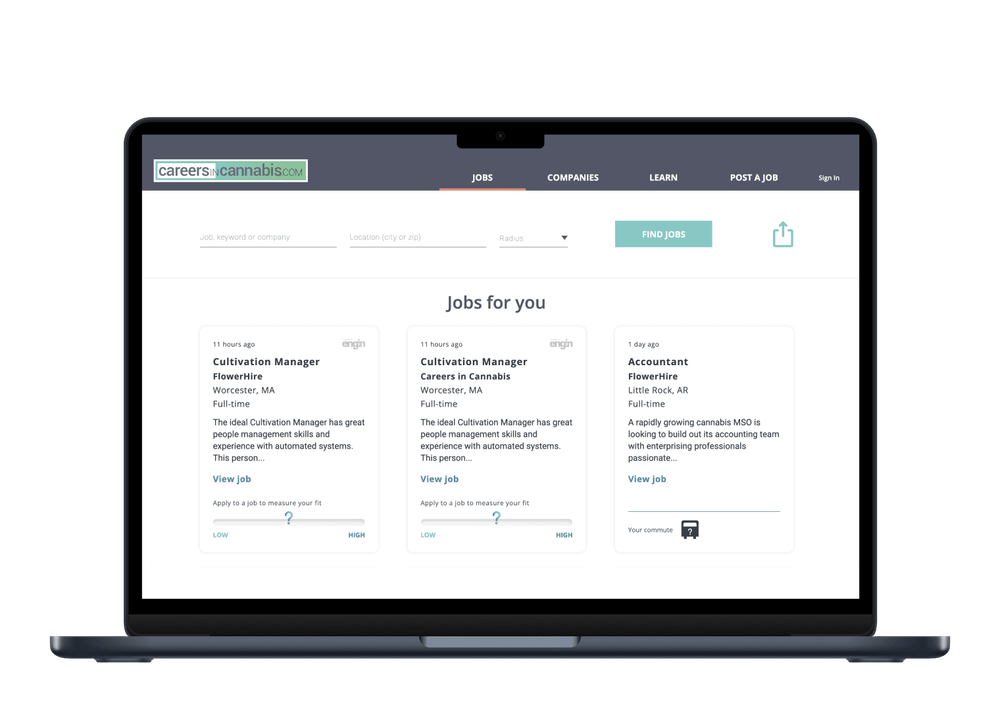 careersincannabis.com
JOBS
COMPANIES
LEARN
POST A JOB
Sign In
Job, keyword or company
Location (city or zip)
Radius
FIND JOBS
Jobs for you
11 hours ago
engin
Cultivation Manager
FlowerHire
Worcester, MA
Full-time
The ideal Cultivation Manager has great
people management skills and
experience with automated systems.
This person...
View job
Apply to a job to measure your fit
?
LOW
HIGH
11 hours ago
engin
Cultivation Manager
Careers in Cannabis
Worcester, MA
Full-time
The ideal Cultivation Manager has great
people management skills and
experience with automated systems.
This person...
View job
Apply to a job to measure your fit
?
LOW
HIGH
1 day ago
Accountant
FlowerHire
Little Rock, AR
Full-time
A rapidly growing cannabis MSO is
looking to build out its accounting team
with enterprising professionals
passionate...
View job
Your commute
?